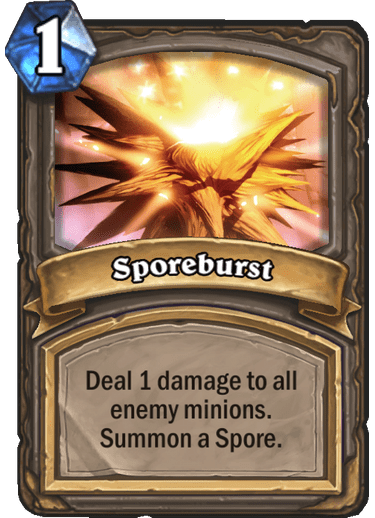 1
Sporeburst
Deal 1 damage to all
enemy minions.
Summon a Spore.